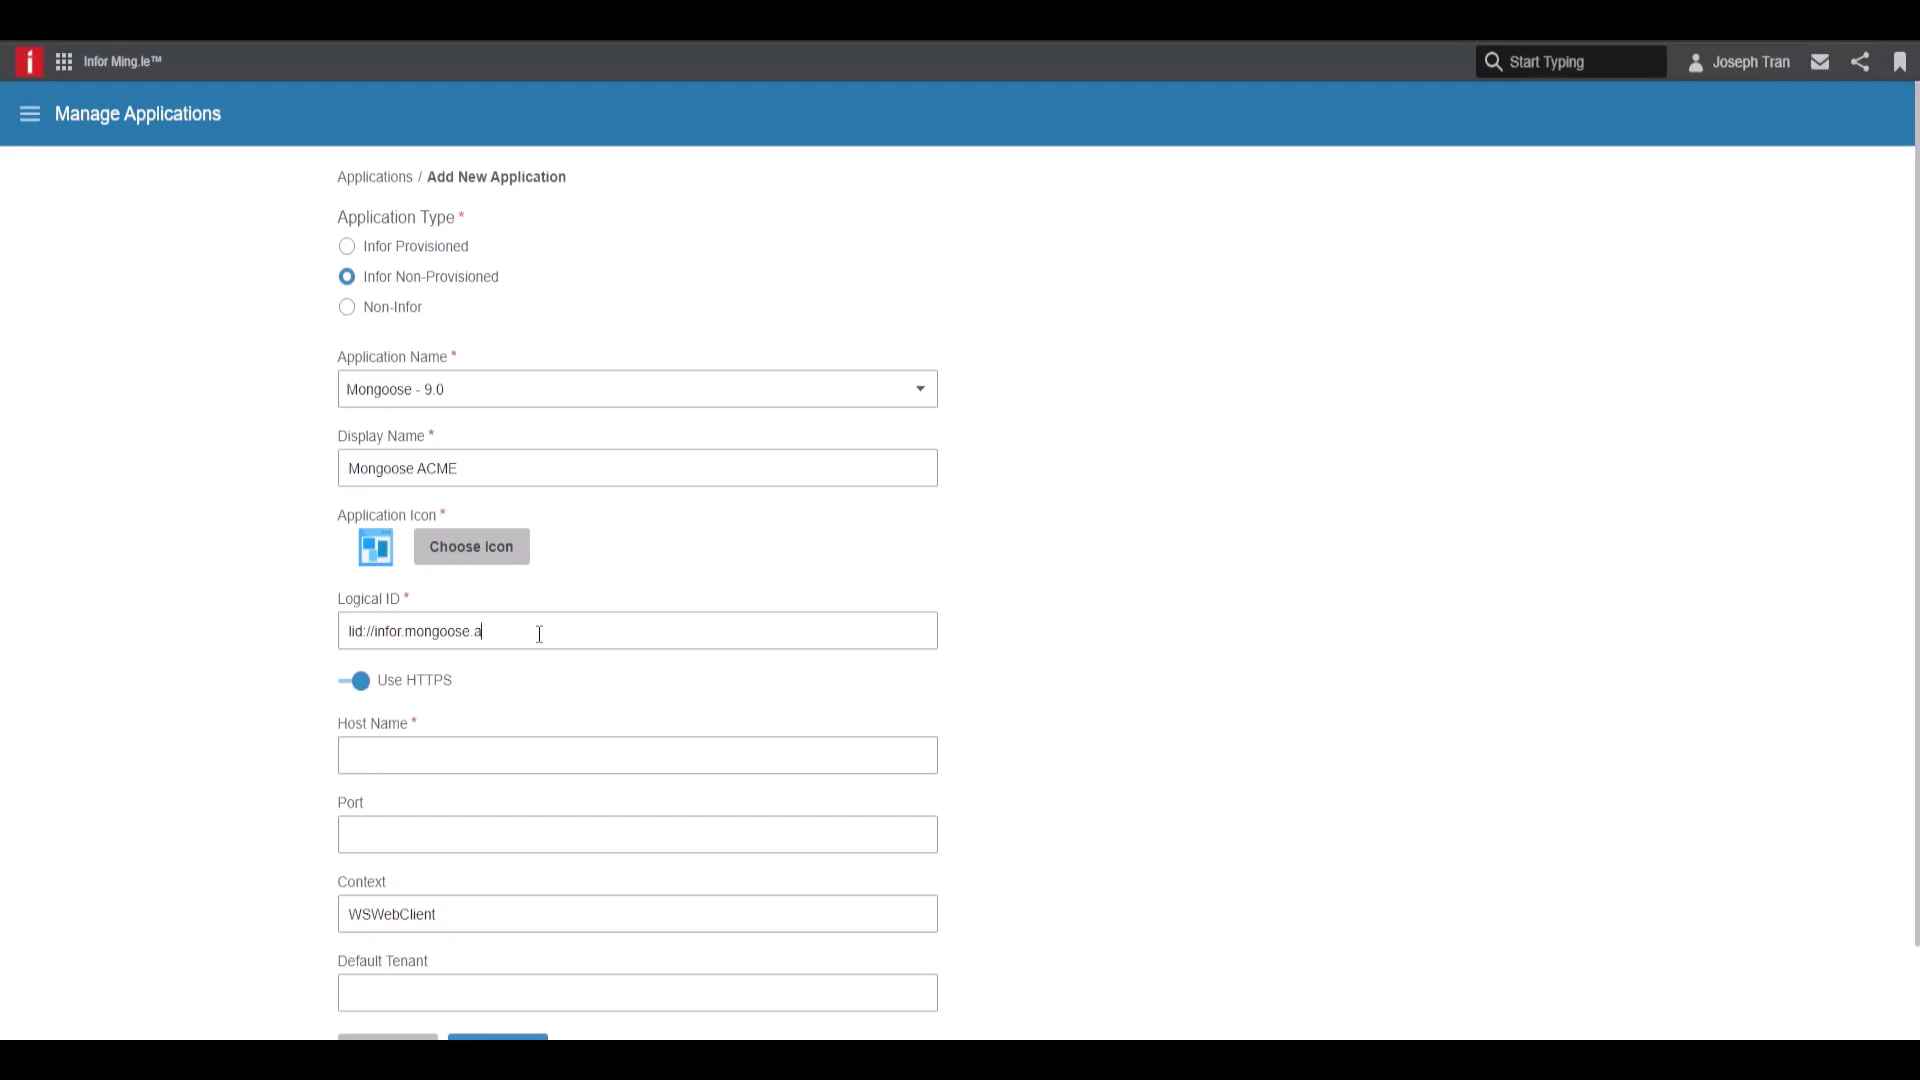 Infor Ming.le™
Start Typing
Joseph Tran
Manage Applications
Applications / Add New Application
Application Type *
Infor Provisioned
Infor Non-Provisioned
Non-Infor
Application Name *
Mongoose - 9.0
Display Name *
Mongoose ACME
Application Icon *
Choose Icon
Logical ID *
lid://infor.mongoose.a
Use HTTPS
Host Name *
Port
Context
WSWebClient
Default Tenant